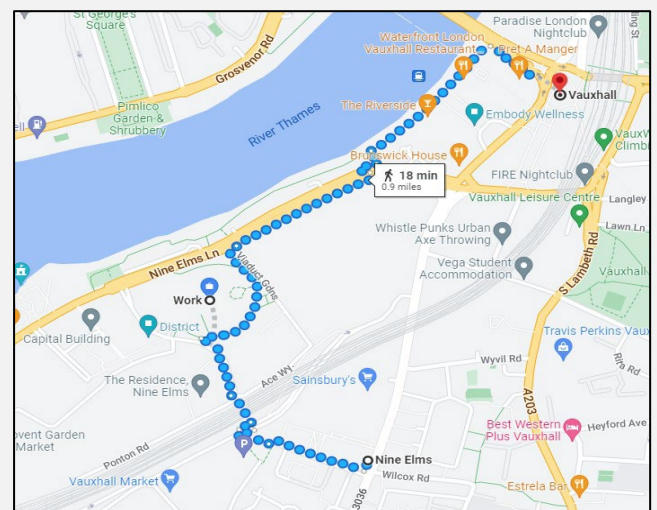 St George's
Square
Grosvenor Rd
Paradise London
Nightclub
Waterfront London
Vauxhall Restaurant
Pret A Manger
Vauxhall
Pimlico
Garden &
Shrubbery
River Thames
The Riverside
Embody Wellness
Brunswick House
18 min
0.9 miles
FIRE Nightclub
Langley
Vauxhall Leisure Centre
Lawn Ln
Whistle Punks Urban
Axe Throwing
S Lambeth Rd
Nine Elms Ln
Viaduct Gdns
Vega Student
Accommodation
Vauxhall
Work
District
Capital Building
Travis Perkins Vaux
Wyvil Rd
Rita Rd
Ace Wy
The Residence,
Nine Elms
Sainsbury's
A203
Best Western
Plus Vauxhall
Heyford Ave
ovent Garden
Market
Ponton Rd
P
Nine Elms
Wilcox Rd
Vauxhall Market
3036
Estrela Bar